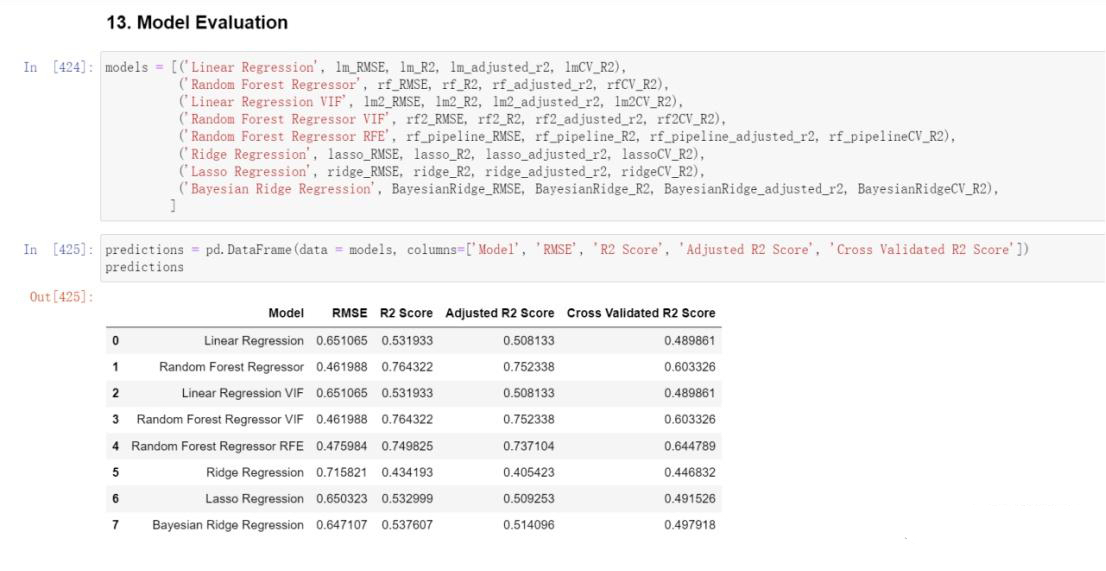 13. Model Evaluation
In [424]: models = [('Linear Regression', lm_RMSE, lm_R2, lm_adjusted_r2, lmCV_R2),
('Random Forest Regressor', rf_RMSE, rf_R2, rf_adjusted_r2, rfCV_R2),
('Linear Regression VIF', lm2_RMSE, lm2_R2, lm2_adjusted_r2, lm2CV_R2),
('Random Forest Regressor VIF', rf2_RMSE, rf2_R2, rf2_adjusted_r2, rf2CV_R2),
('Random Forest Regressor RFE', rf_pipeline_RMSE, rf_pipeline_R2, rf_pipeline_adjusted_r2, rf_pipelineCV_R2),
('Ridge Regression', lasso_RMSE, lasso_R2, lasso_adjusted_r2, lassoCV_R2),
('Lasso Regression', ridge_RMSE, ridge_R2, ridge_adjusted_r2, ridgeCV_R2),
('Bayesian Ridge Regression', BayesianRidge_RMSE, BayesianRidge_R2, BayesianRidge_adjusted_r2, BayesianRidgeCV_R2),
]
In [425]: predictions = pd.DataFrame(data = models, columns=['Model', 'RMSE', 'R2 Score', 'Adjusted R2 Score', 'Cross Validated R2 Score'])
predictions
Out[425]:
Model RMSE R2 Score Adjusted R2 Score Cross Validated R2 Score
0 Linear Regression 0.651065 0.531933 0.508133 0.489861
1 Random Forest Regressor 0.461988 0.764322 0.752338 0.603326
2 Linear Regression VIF 0.651065 0.531933 0.508133 0.489861
3 Random Forest Regressor VIF 0.461988 0.764322 0.752338 0.603326
4 Random Forest Regressor RFE 0.475984 0.749825 0.737104 0.644789
5 Ridge Regression 0.715821 0.434193 0.405423 0.446832
6 Lasso Regression 0.650323 0.532999 0.509253 0.491526
7 Bayesian Ridge Regression 0.647107 0.537607 0.514096 0.497918